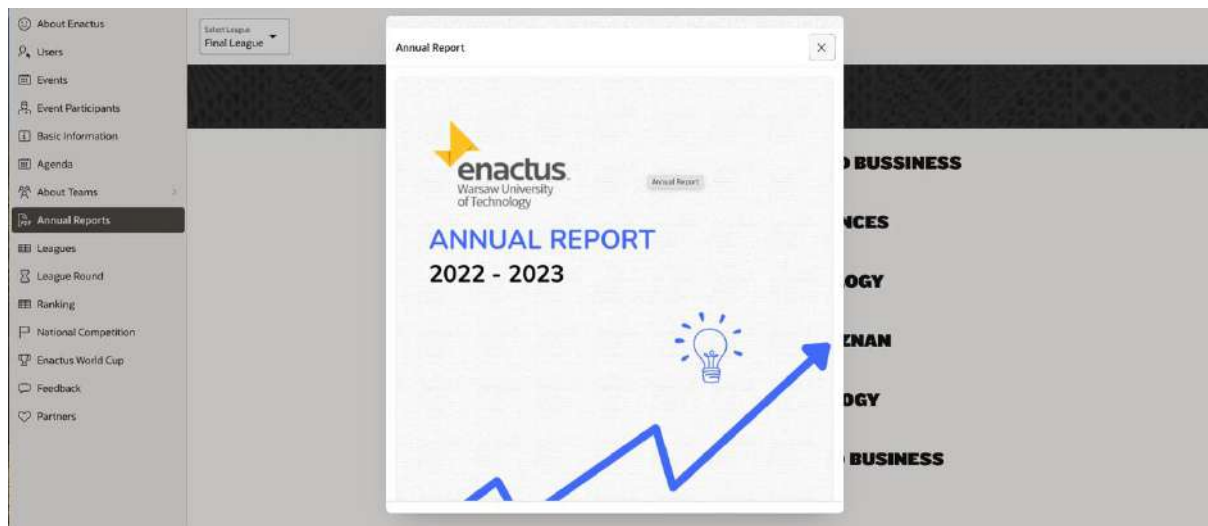 About Enactus
Users
Events
Event Participants
Basic Information
Agenda
About Teams
Annual Reports
Leagues
League Round
Ranking
National Competition
Enactus World Cup
Feedback
Partners
Select League
Final League
Annual Report
enactus.
Warsaw University
of Technology
Annual Report
ANNUAL REPORT
2022 - 2023
BUSSINESS
NCES
OGY
ZNAN
OGY
BUSINESS